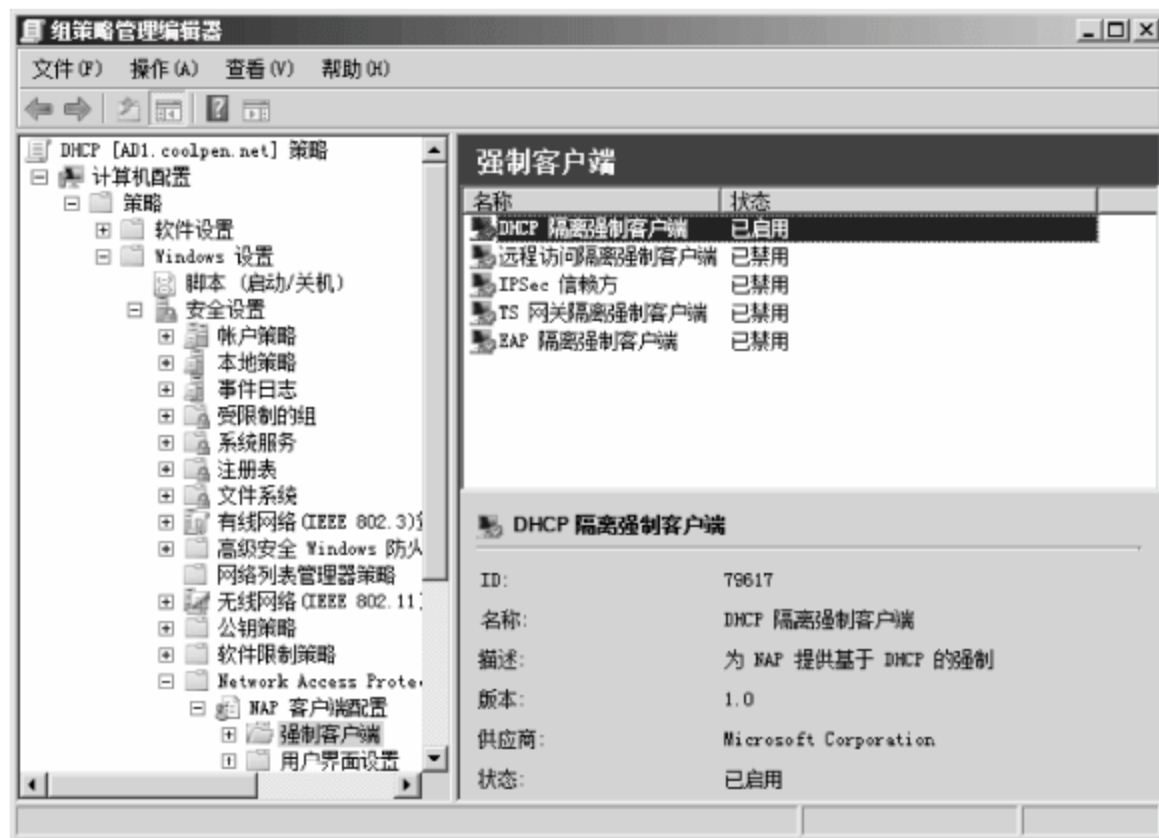 组策略管理编辑器
文件(F) 操作(A) 查看(V) 帮助(H)
DHCP [AD1.coolpen.net] 策略
计算机配置
策略
软件设置
Windows 设置
脚本 (启动/关机)
安全设置
帐户策略
本地策略
事件日志
受限制的组
系统服务
注册表
文件系统
有线网络(IEEE 802.3)
高级安全 Windows 防火
网络列表管理器策略
无线网络(IEEE 802.11)
公钥策略
软件限制策略
Network Access Prote
NAP 客户端配置
强制客户端
用户界面设置
强制客户端
名称 状态
DHCP 隔离强制客户端 已启用
远程访问隔离强制客户端 已禁用
IPSec 信赖方 已禁用
TS 网关隔离强制客户端 已禁用
EAP 隔离强制客户端 已禁用
DHCP 隔离强制客户端
ID: 79617
名称: DHCP 隔离强制客户端
描述: 为 NAP 提供基于 DHCP 的强制
版本: 1.0
供应商: Microsoft Corporation
状态: 已启用